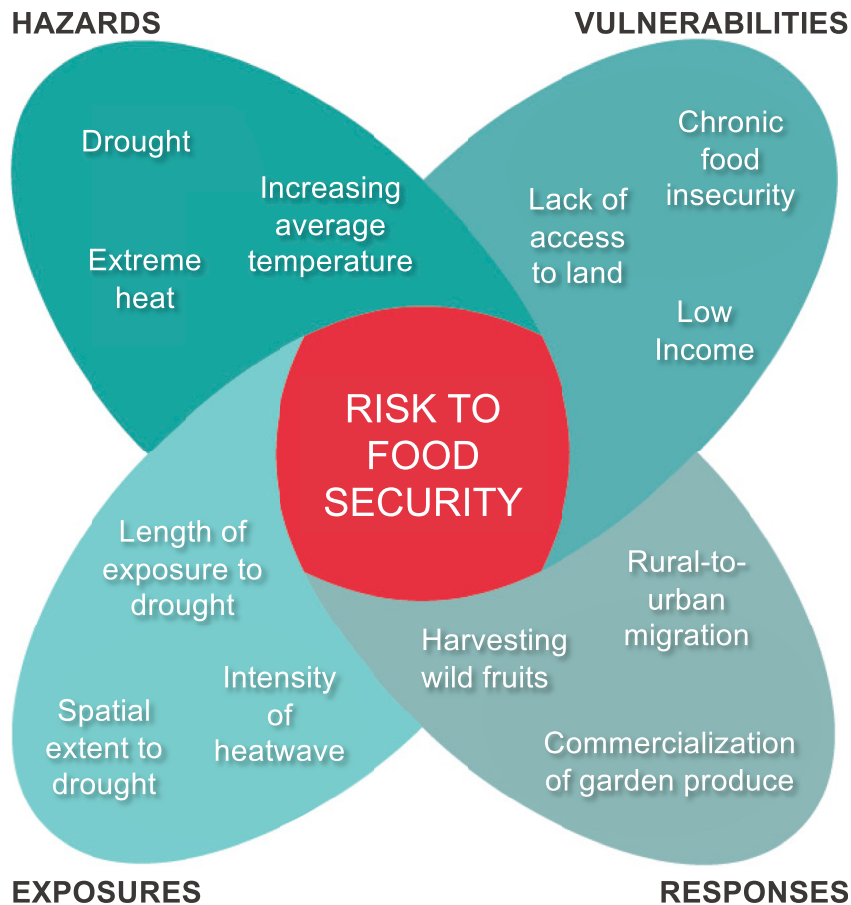 HAZARDS
VULNERABILITIES
Drought
Increasing
average
temperature
Extreme
heat
Chronic
food
insecurity
Lack of
access
to land
Low
Income
RISK TO
FOOD
SECURITY
Length of
exposure to
drought
Spatial
extent to
drought
Intensity
of
heatwave
Harvesting
wild fruits
Rural-to-
urban
migration
Commercialization
of garden produce
EXPOSURES
RESPONSES